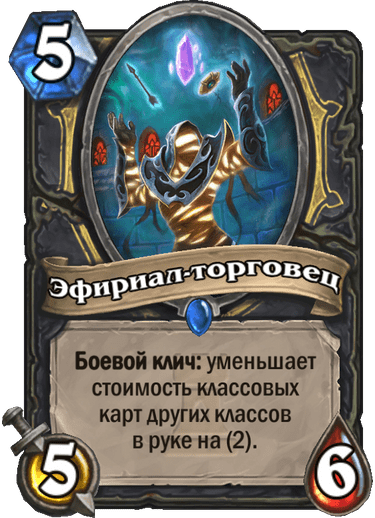 5
Эфириал-торговец
Боевой клич: уменьшает
стоимость классовых
карт других классов
в руке на (2).
5
6